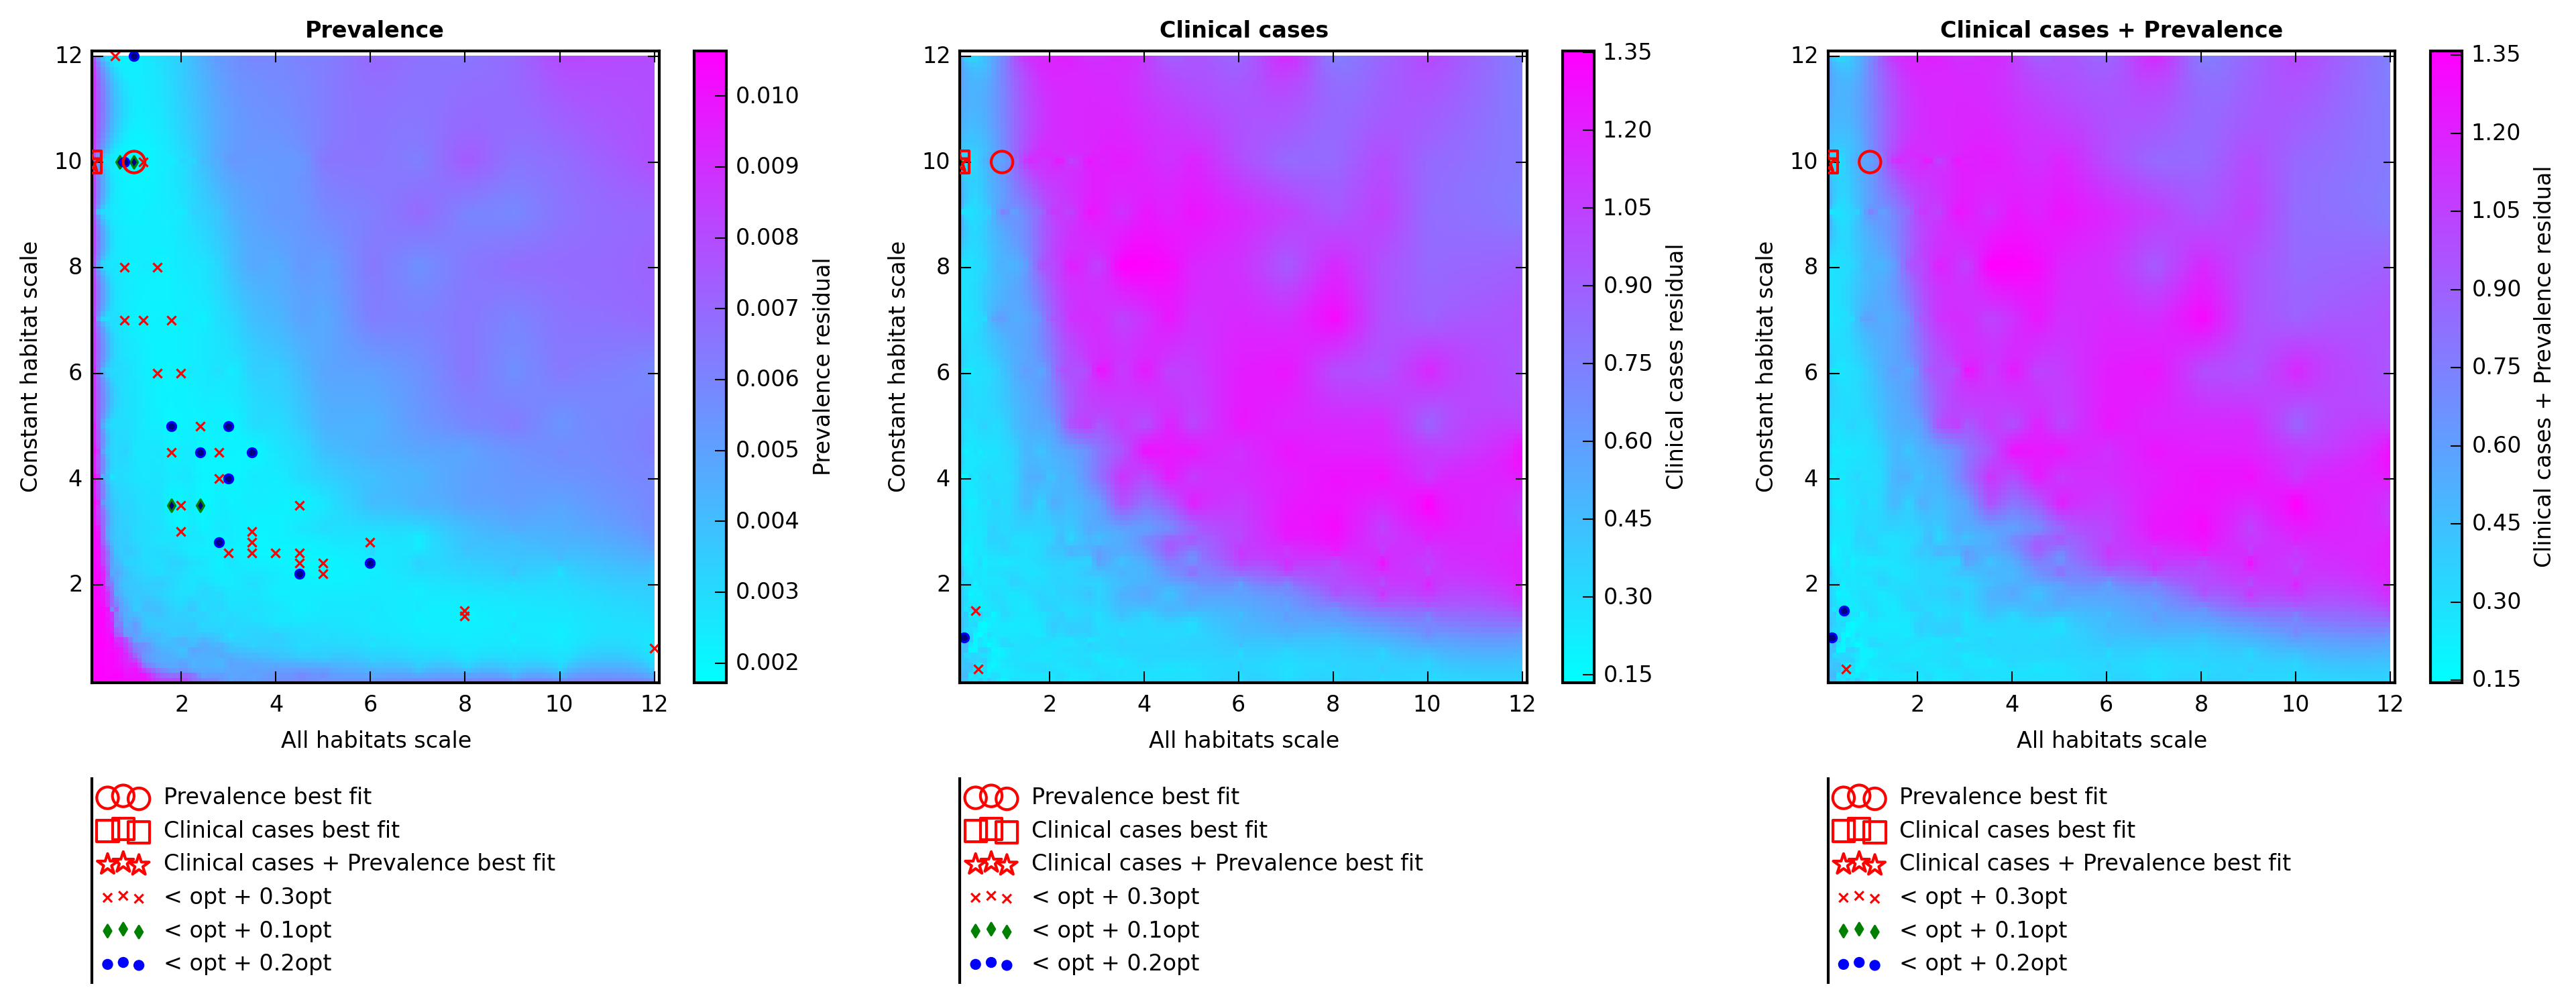 Prevalence
Constant habitat scale
12
10
8
6
4
2
2 4 6 8 10 12
All habitats scale
0.010
0.009
0.008
0.007
0.006
0.005
0.004
0.003
0.002
Prevalence residual
Prevalence best fit
Clinical cases best fit
Clinical cases + Prevalence best fit
< opt + 0.3opt
< opt + 0.1opt
< opt + 0.2opt
Clinical cases
Constant habitat scale
12
10
8
6
4
2
2 4 6 8 10 12
All habitats scale
1.35
1.20
1.05
0.90
0.75
0.60
0.45
0.30
0.15
Clinical cases residual
Prevalence best fit
Clinical cases best fit
Clinical cases + Prevalence best fit
< opt + 0.3opt
< opt + 0.1opt
< opt + 0.2opt
Clinical cases + Prevalence
Constant habitat scale
12
10
8
6
4
2
2 4 6 8 10 12
All habitats scale
1.35
1.20
1.05
0.90
0.75
0.60
0.45
0.30
0.15
Clinical cases + Prevalence residual
Prevalence best fit
Clinical cases best fit
Clinical cases + Prevalence best fit
< opt + 0.3opt
< opt + 0.1opt
< opt + 0.2opt